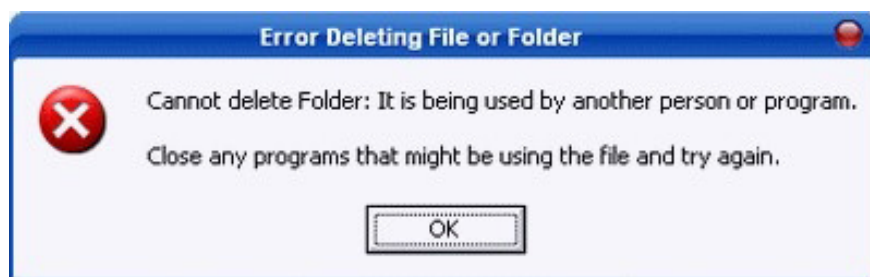 Error Deleting File or Folder
Cannot delete Folder: It is being used by another person or program.
Close any programs that might be using the file and try again.
OK